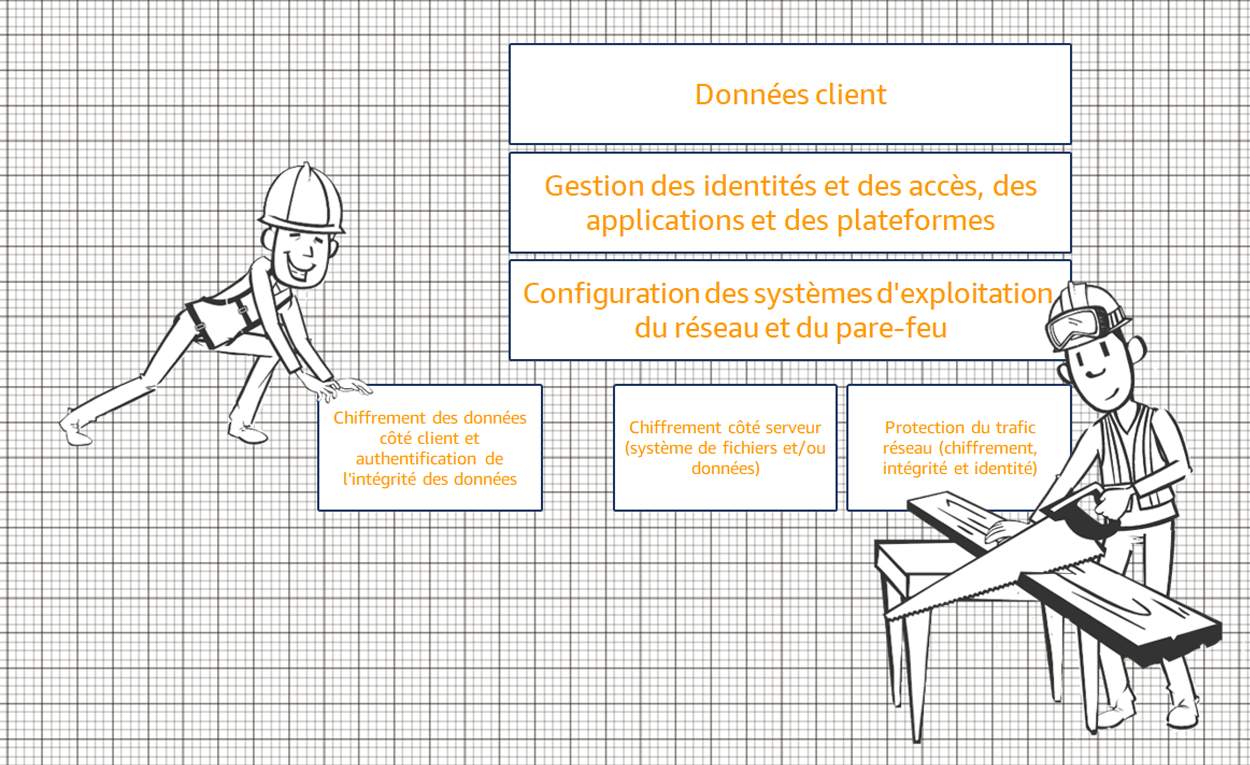 Données client
Gestion des identités et des accès, des
applications et des plateformes
Configuration des systèmes d'exploitation
du réseau et du pare-feu
Chiffrement des données
côté client et
authentification de
l'intégrité des données
Chiffrement côté serveur
(système de fichiers et/ou
données)
Protection du trafic
réseau (chiffrement,
intégrité et identité)